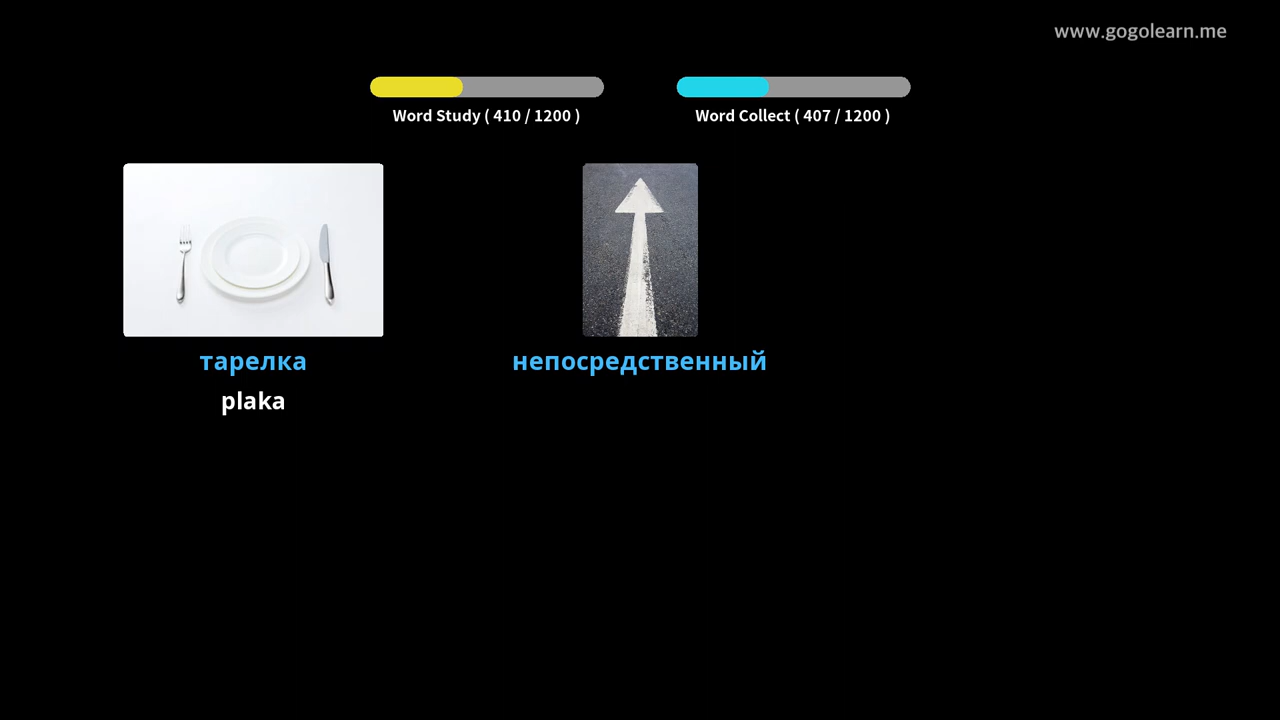 www.gogolearn.me
Word Study ( 410 / 1200 )
Word Collect ( 407 / 1200 )
тарелка
непосредственный
plaka